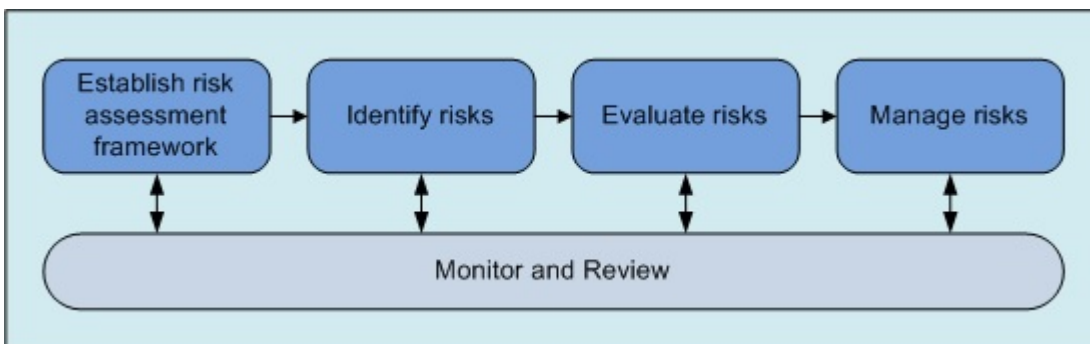 Establish risk
assessment
framework
Identify risks
Evaluate risks
Manage risks
Monitor and Review